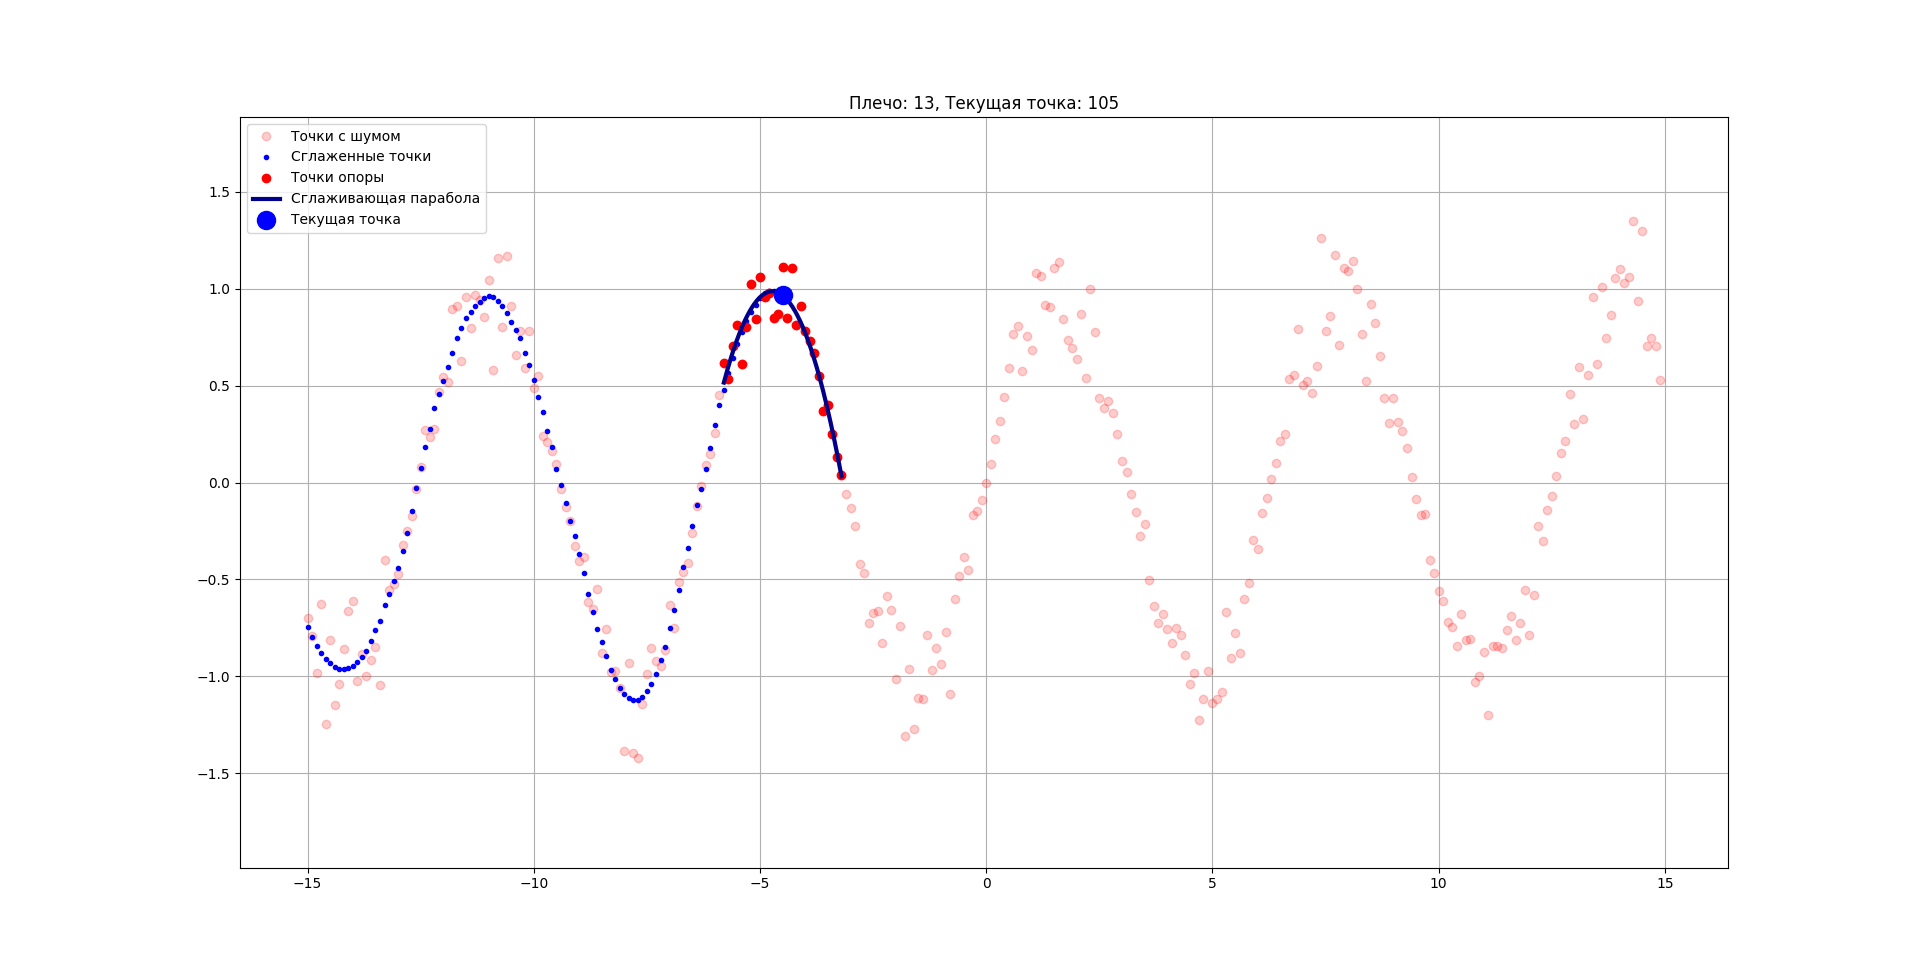 Плечо: 13, Текущая точка: 105
Точки с шумом
Сглаженные точки
Точки опоры
Сглаживающая парабола
Текущая точка
1.5
1.0
0.5
0.0
−0.5
−1.0
−1.5
−15 −10 −5 0 5 10 15